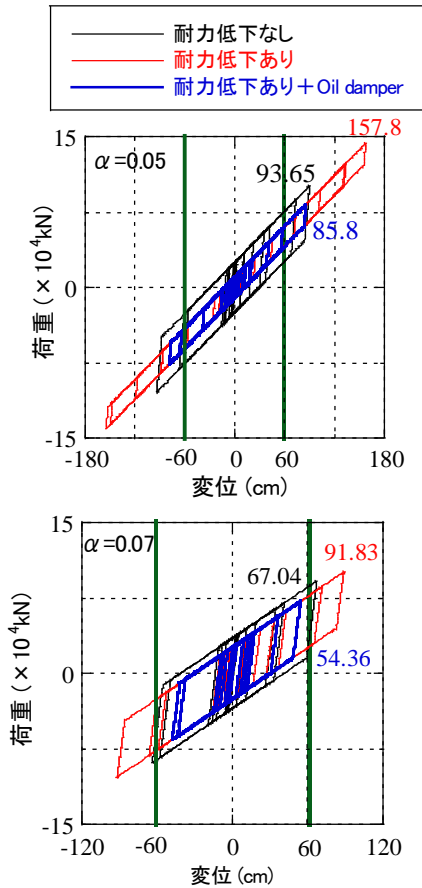 耐力低下なし
耐力低下あり
耐力低下あり＋Oil damper
15
157.8
α=0.05
93.65
85.8
0
荷重 (×10⁴kN)
-15
-180
-60
0
60
180
変位 (cm)
15
α=0.07
91.83
67.04
54.36
0
荷重 (×10⁴kN)
-15
-120
-60
0
60
120
変位 (cm)